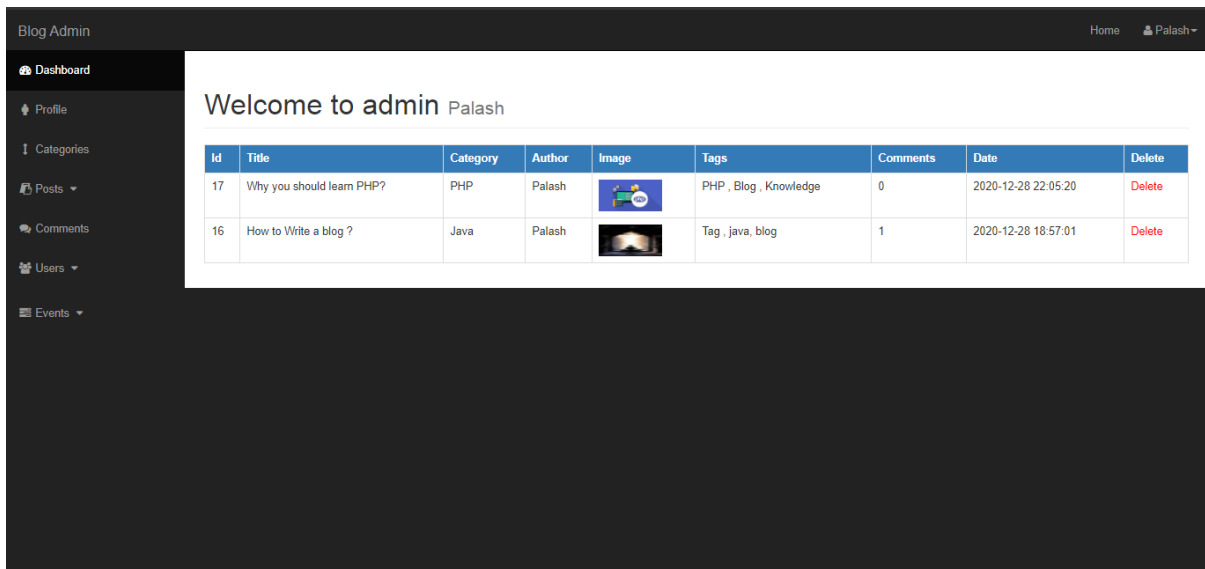 Blog Admin
Home Palash
Dashboard
Profile
Categories
Posts
Comments
Users
Events
Welcome to admin Palash
Id Title Category Author Image Tags Comments Date Delete
17 Why you should learn PHP? PHP Palash PHP , Blog , Knowledge 0 2020-12-28 22:05:20 Delete
16 How to Write a blog ? Java Palash Tag , java, blog 1 2020-12-28 18:57:01 Delete